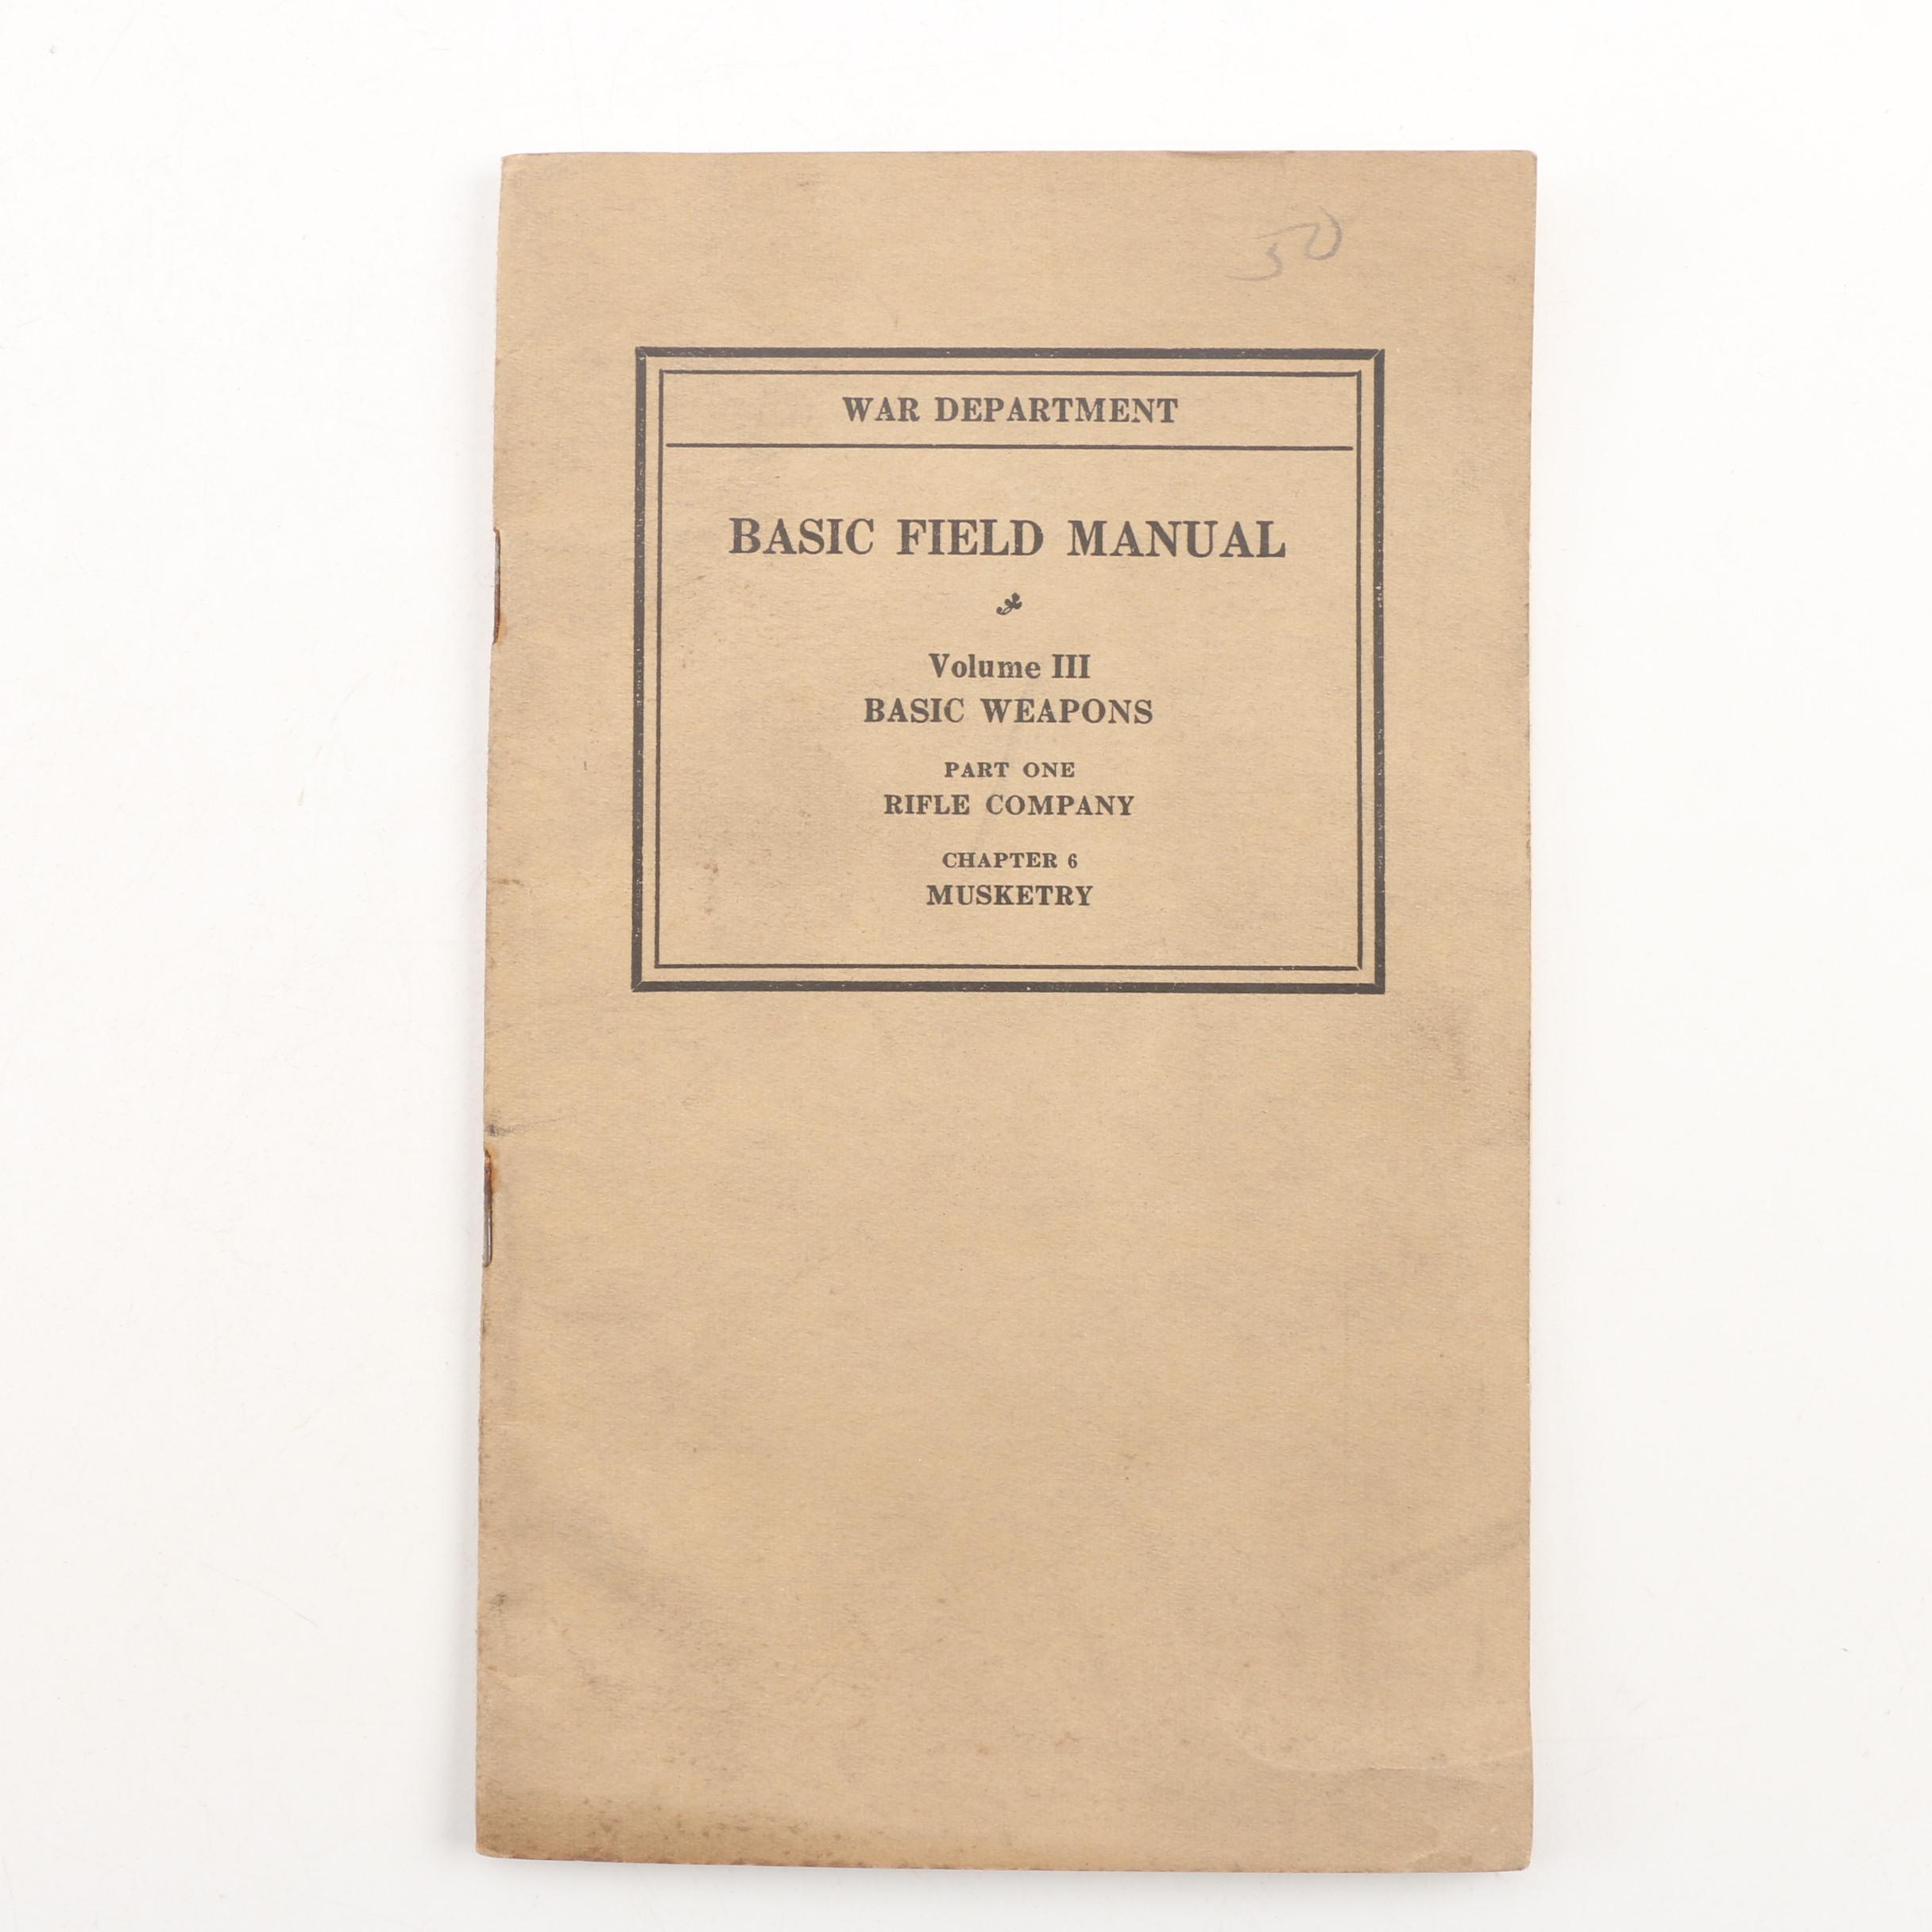 50
WAR DEPARTMENT
BASIC FIELD MANUAL
Volume III
BASIC WEAPONS
PART ONE
RIFLE COMPANY
CHAPTER 6
MUSKETRY